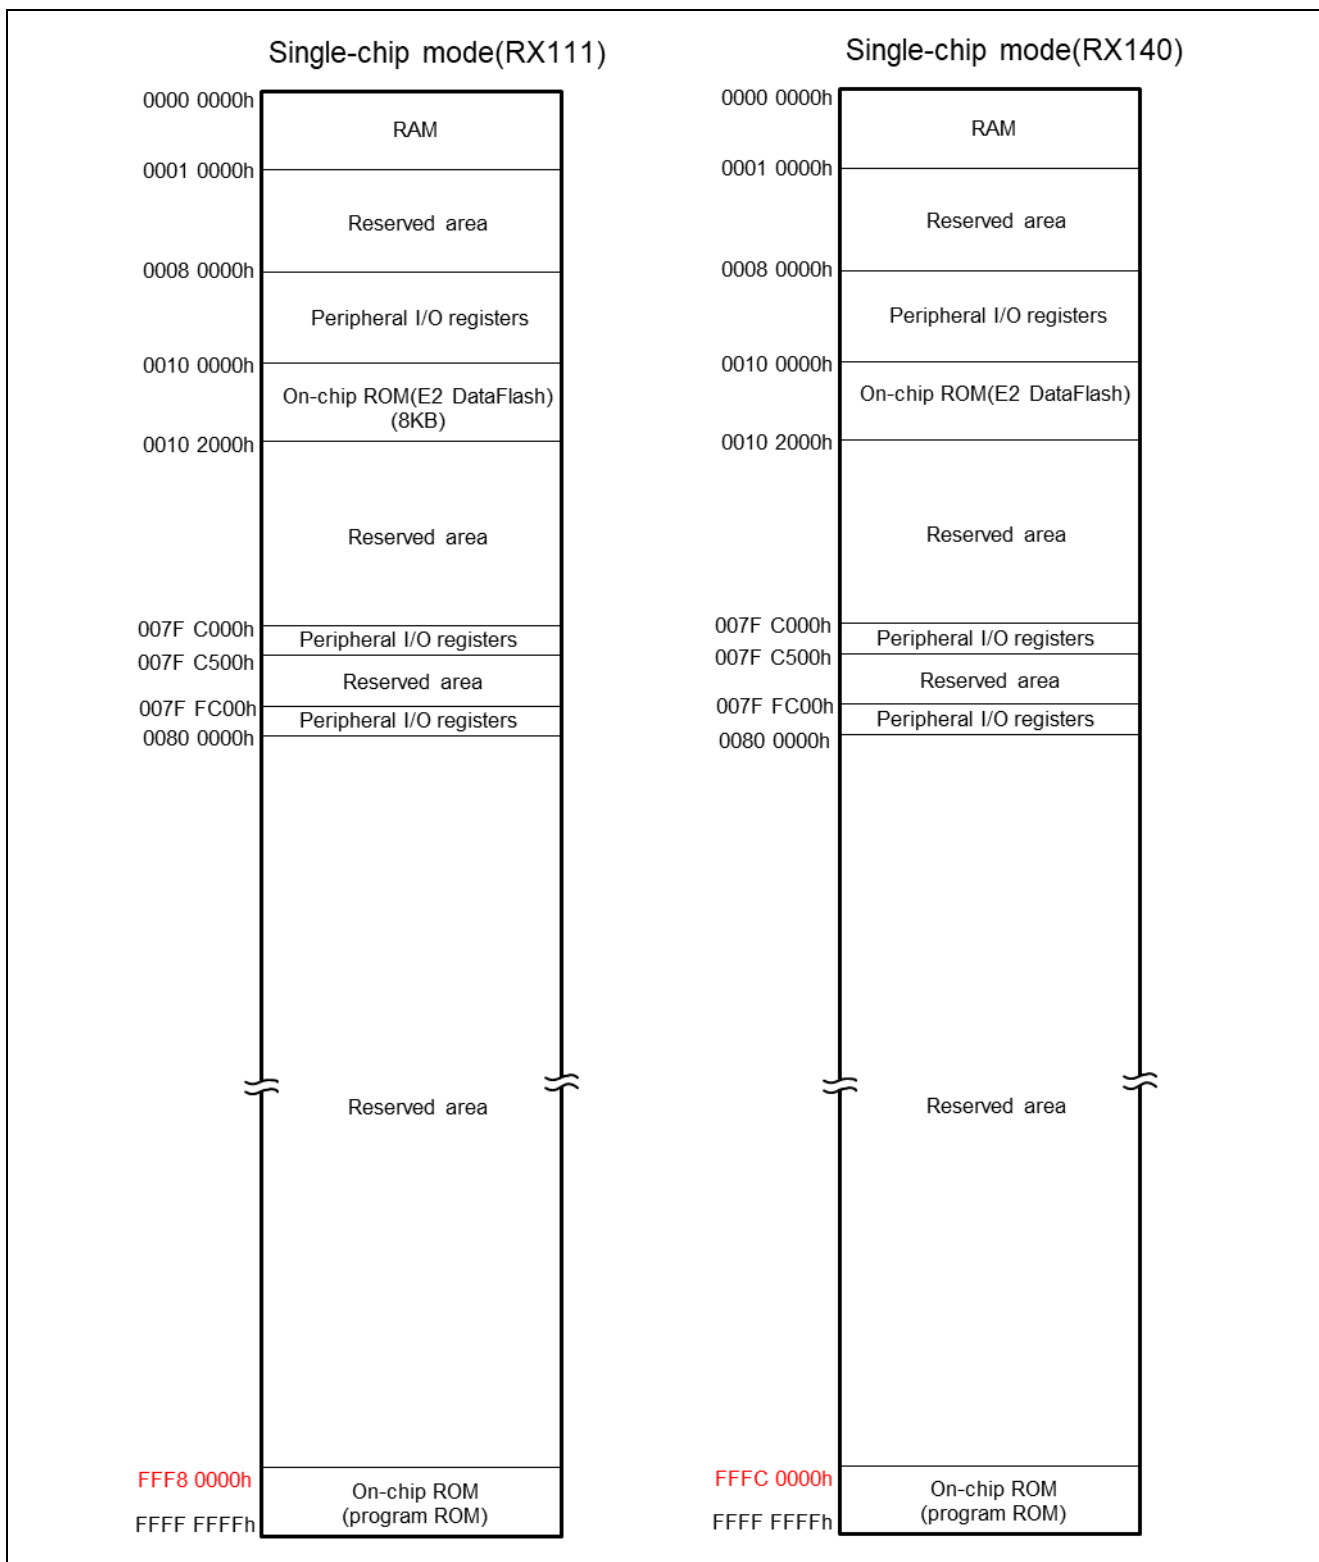 Single-chip mode(RX111)
0000 0000h
RAM
0001 0000h
Reserved area
0008 0000h
Peripheral I/O registers
0010 0000h
On-chip ROM(E2 DataFlash)
(8KB)
0010 2000h
Reserved area
007F C000h
Peripheral I/O registers
007F C500h
Reserved area
007F FC00h
Peripheral I/O registers
0080 0000h
Reserved area
FFF8 0000h
On-chip ROM
(program ROM)
FFFF FFFFh
Single-chip mode(RX140)
0000 0000h
RAM
0001 0000h
Reserved area
0008 0000h
Peripheral I/O registers
0010 0000h
On-chip ROM(E2 DataFlash)
0010 2000h
Reserved area
007F C000h
Peripheral I/O registers
007F C500h
Reserved area
007F FC00h
Peripheral I/O registers
0080 0000h
Reserved area
FFFC 0000h
On-chip ROM
(program ROM)
FFFF FFFFh